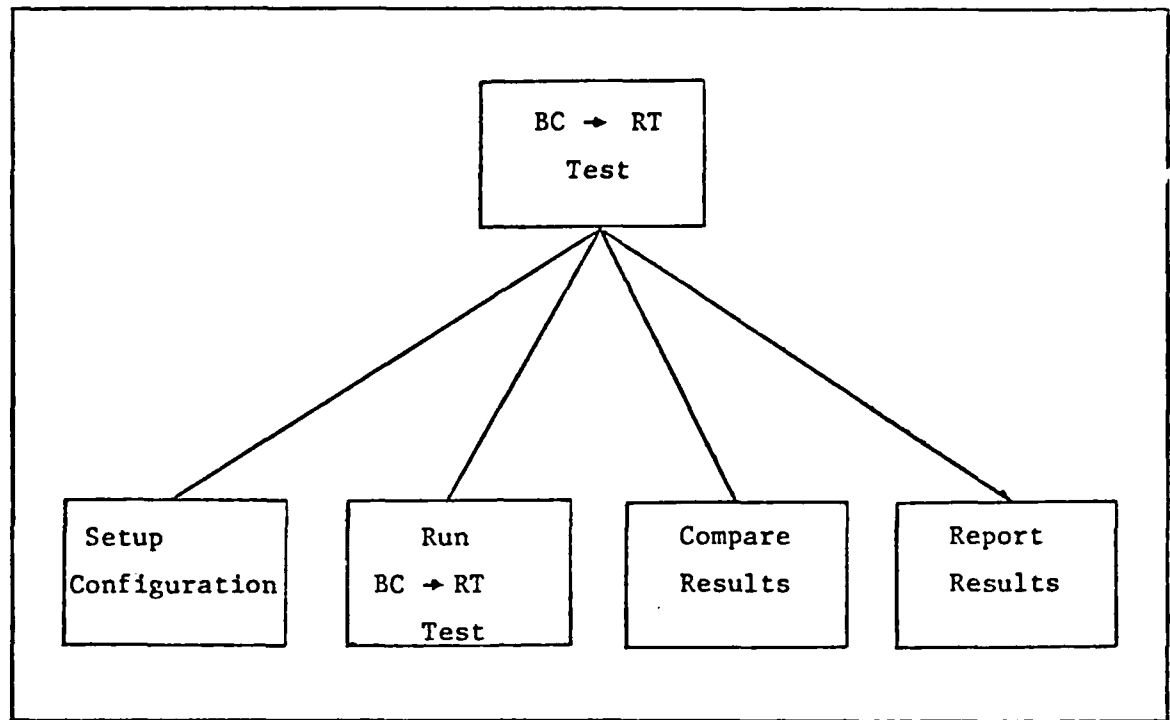 BC → RT
Test
Setup
Configuration
Run
BC → RT
Test
Compare
Results
Report
Results